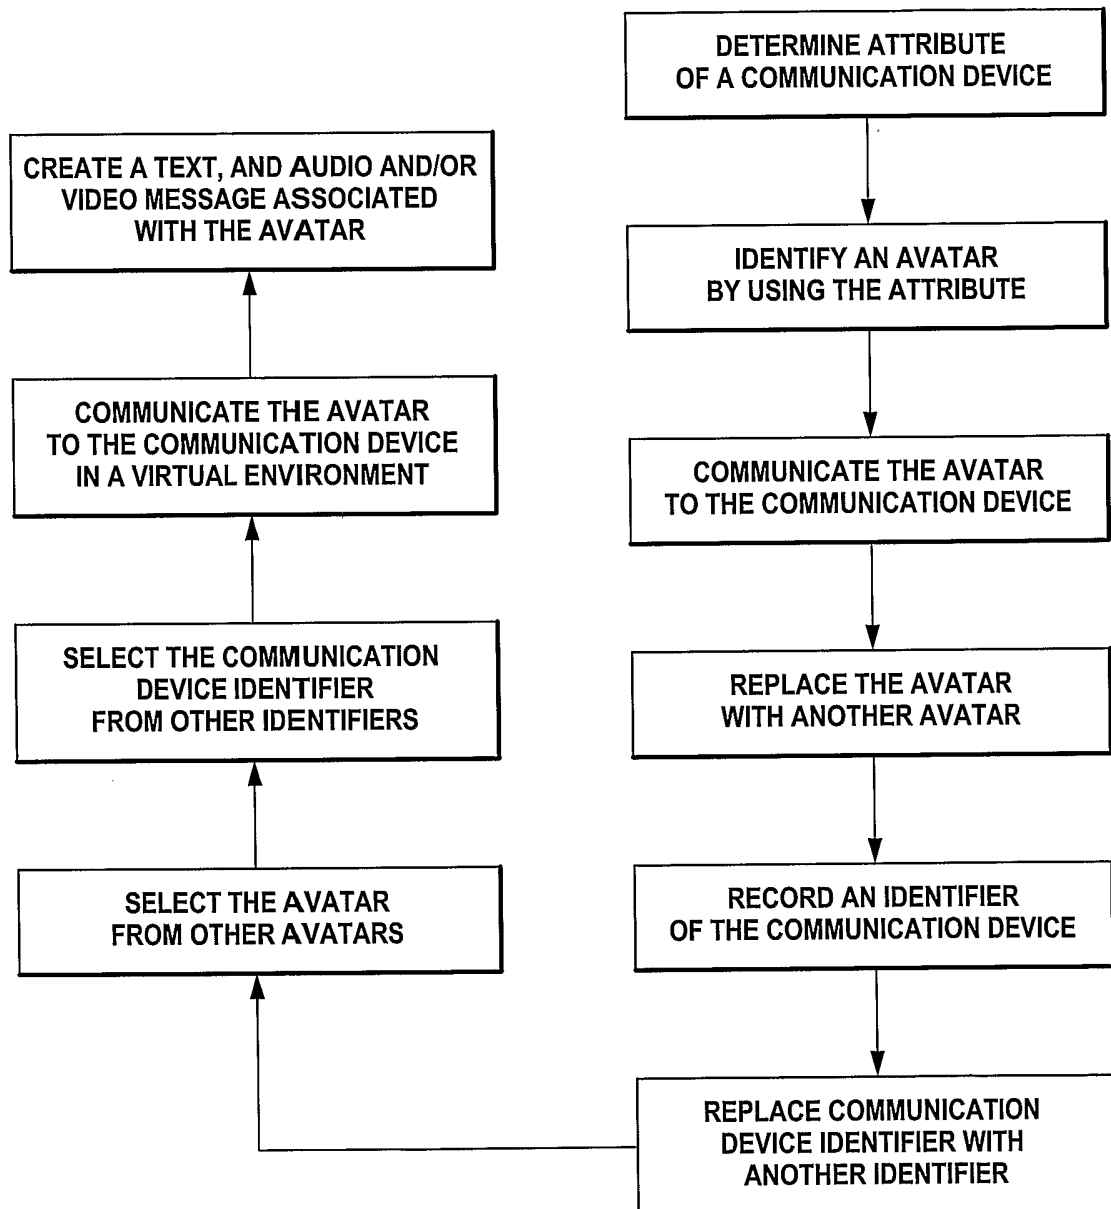 DETERMINE ATTRIBUTE
OF A COMMUNICATION DEVICE
IDENTIFY AN AVATAR
BY USING THE ATTRIBUTE
COMMUNICATE THE AVATAR
TO THE COMMUNICATION DEVICE
REPLACE THE AVATAR
WITH ANOTHER AVATAR
RECORD AN IDENTIFIER
OF THE COMMUNICATION DEVICE
REPLACE COMMUNICATION
DEVICE IDENTIFIER WITH
ANOTHER IDENTIFIER
SELECT THE AVATAR
FROM OTHER AVATARS
SELECT THE COMMUNICATION
DEVICE IDENTIFIER
FROM OTHER IDENTIFIERS
COMMUNICATE THE AVATAR
TO THE COMMUNICATION DEVICE
IN A VIRTUAL ENVIRONMENT
CREATE A TEXT, AND AUDIO AND/OR
VIDEO MESSAGE ASSOCIATED
WITH THE AVATAR